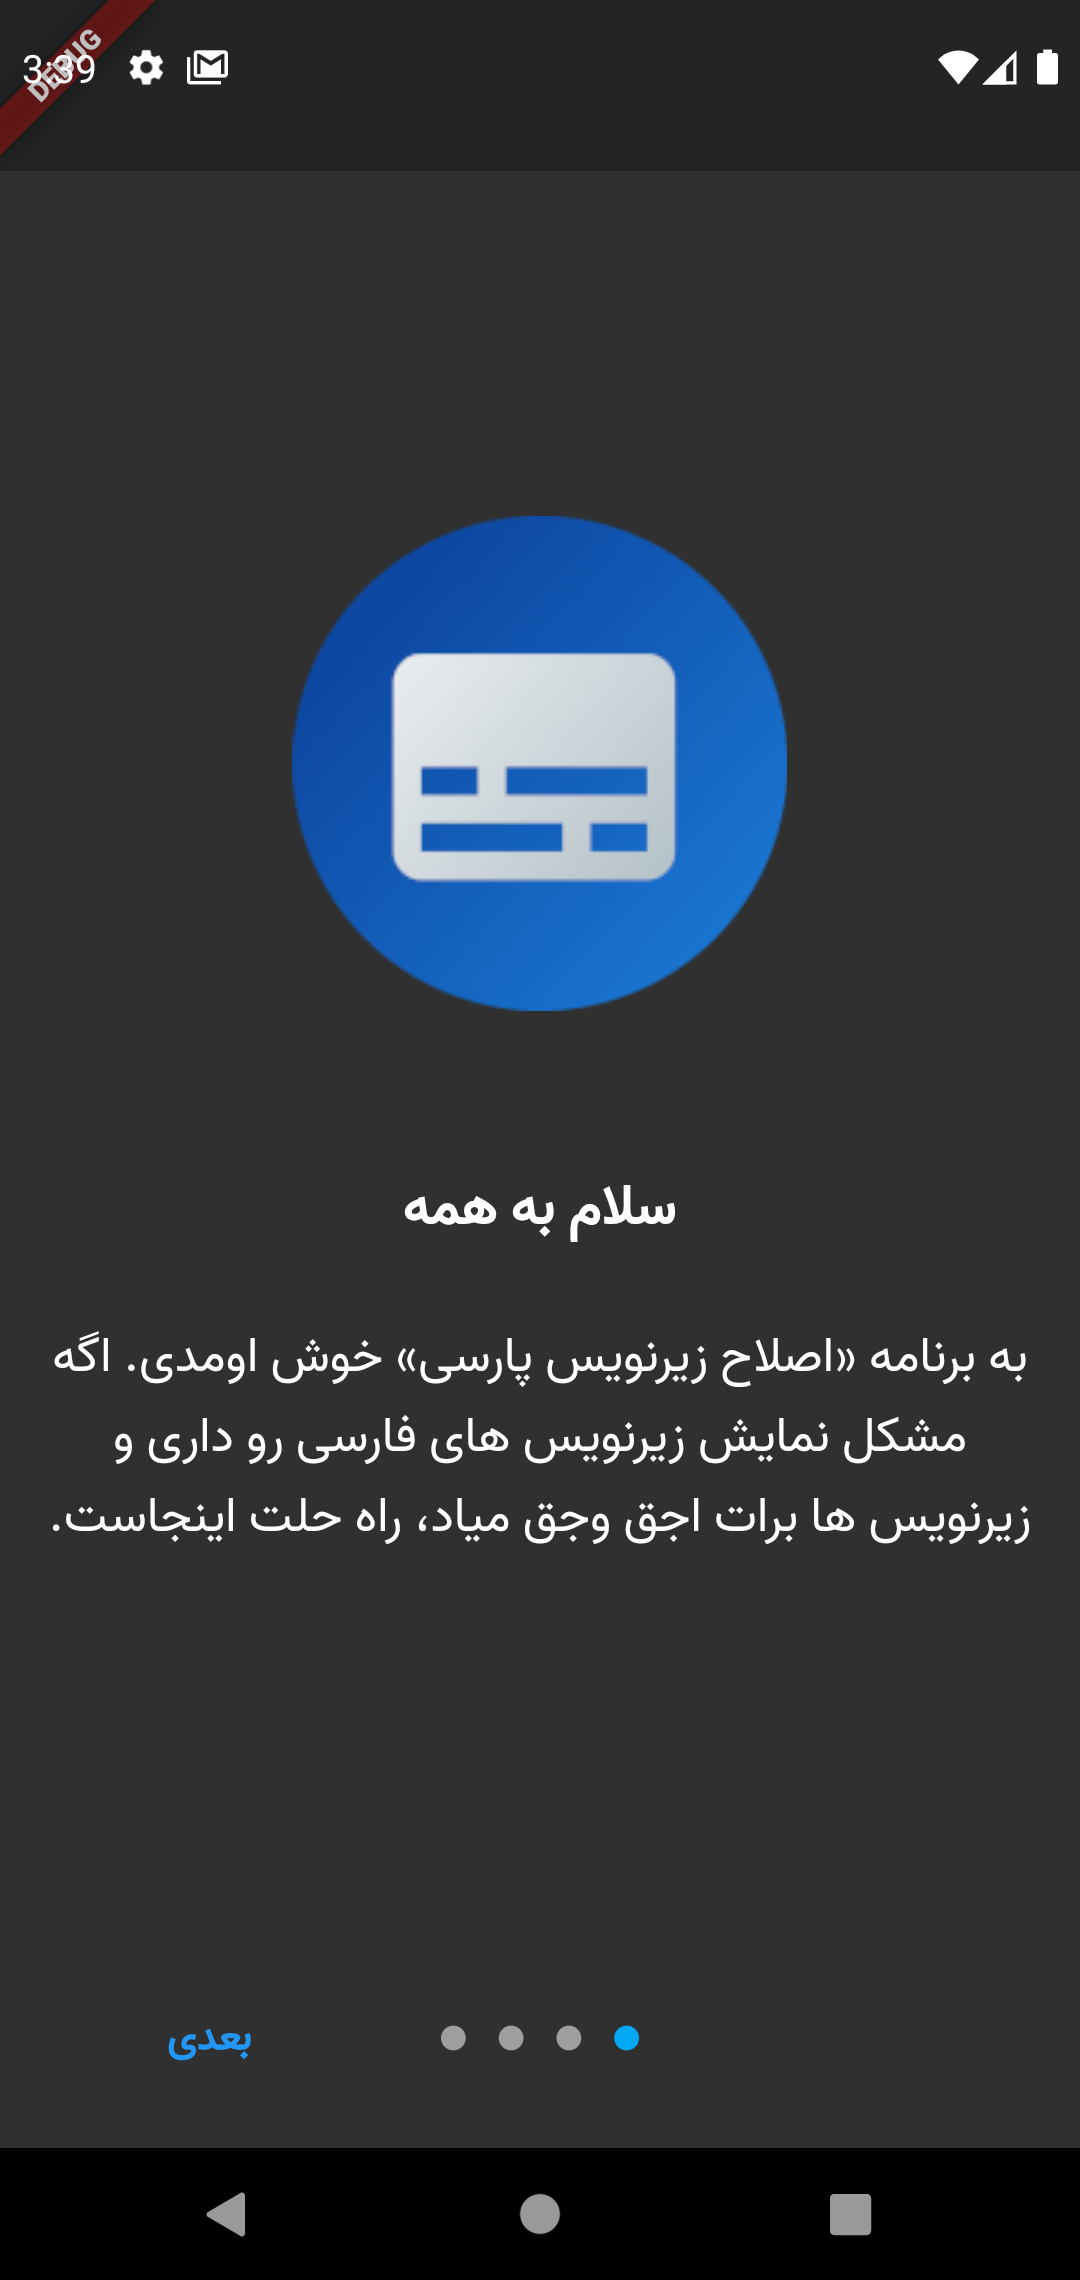 3:39
DEBUG
سلام به همه
به برنامه «اصلاح زیرنویس پارسی» خوش اومدی. اگه
مشکل نمایش زیرنویس های فارسی رو داری و
زیرنویس ها برات اجق وجق میاد، راه حلت اینجاست.
بعدی